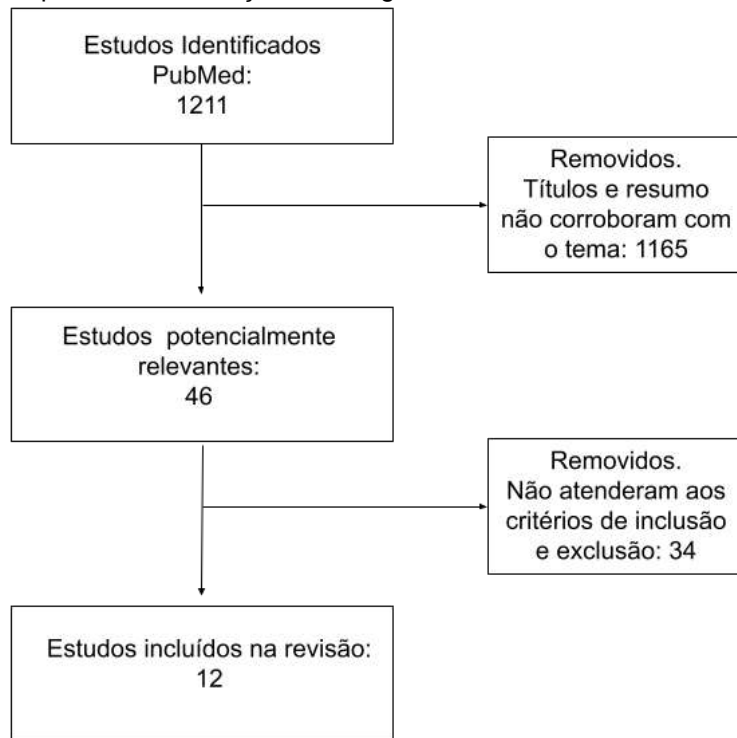 Estudos Identificados
PubMed:
1211
Removidos.
Títulos e resumo
não corroboram com
o tema: 1165
Estudos potencialmente
relevantes:
46
Removidos.
Não atenderam aos
critérios de inclusão
e exclusão: 34
Estudos incluídos na revisão:
12